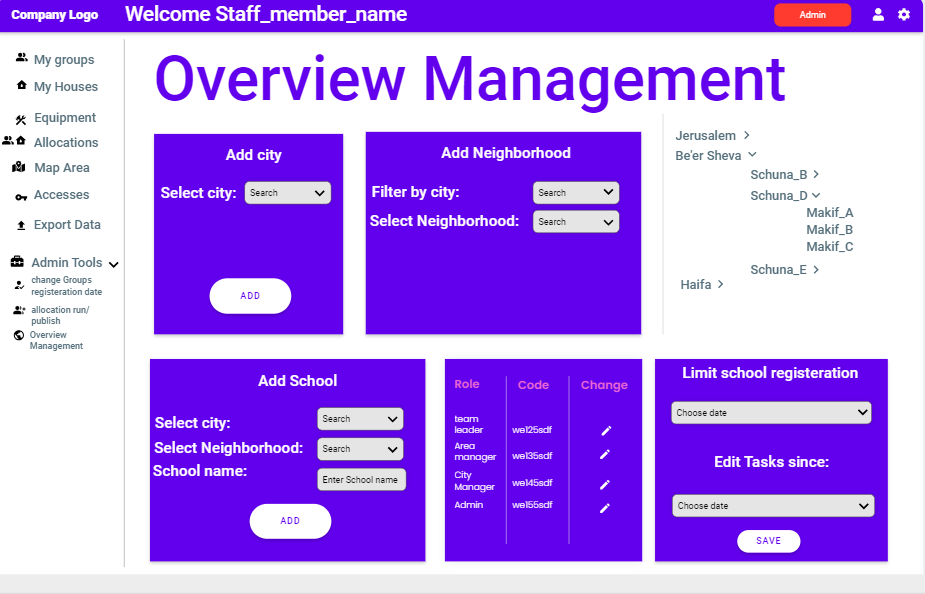 Company Logo
Welcome Staff_member_name
Admin
My groups
My Houses
Equipment
Allocations
Map Area
Accesses
Export Data
Admin Tools
change Groups
registeration date
allocation run/
publish
Overview
Management
Overview Management
Add city
Select city: Search
ADD
Add Neighborhood
Filter by city: Search
Select Neighborhood: Search
Jerusalem
Be'er Sheva
Schuna_B
Schuna_D
Makif_A
Makif_B
Makif_C
Schuna_E
Haifa
Add School
Select city: Search
Select Neighborhood: Search
School name: Enter School name
ADD
Role Code Change
team
leader we125sdf
Area
manager we135sdf
City
Manager we145sdf
Admin we155sdf
Limit school registeration
Choose date
Edit Tasks since:
Choose date
SAVE